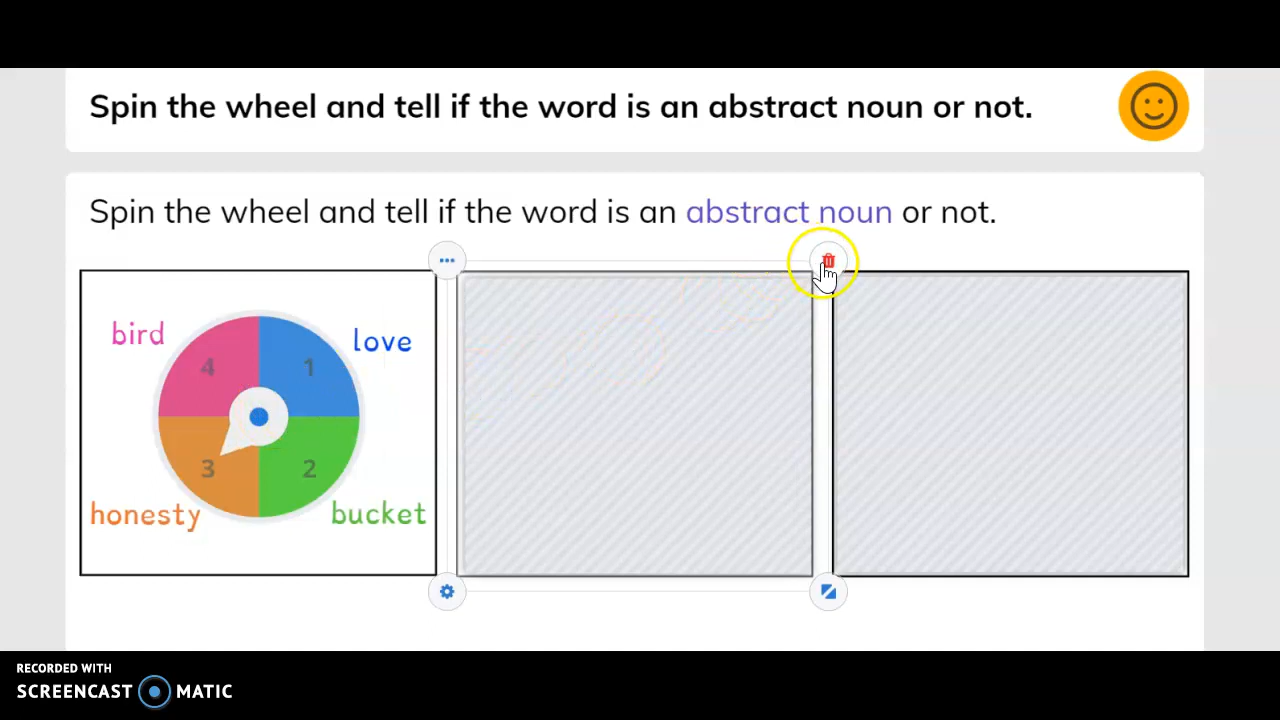 Spin the wheel and tell if the word is an abstract noun or not.
Spin the wheel and tell if the word is an abstract noun or not.
bird
love
4
1
3
2
honesty
bucket
RECORDED WITH
SCREENCAST MATIC